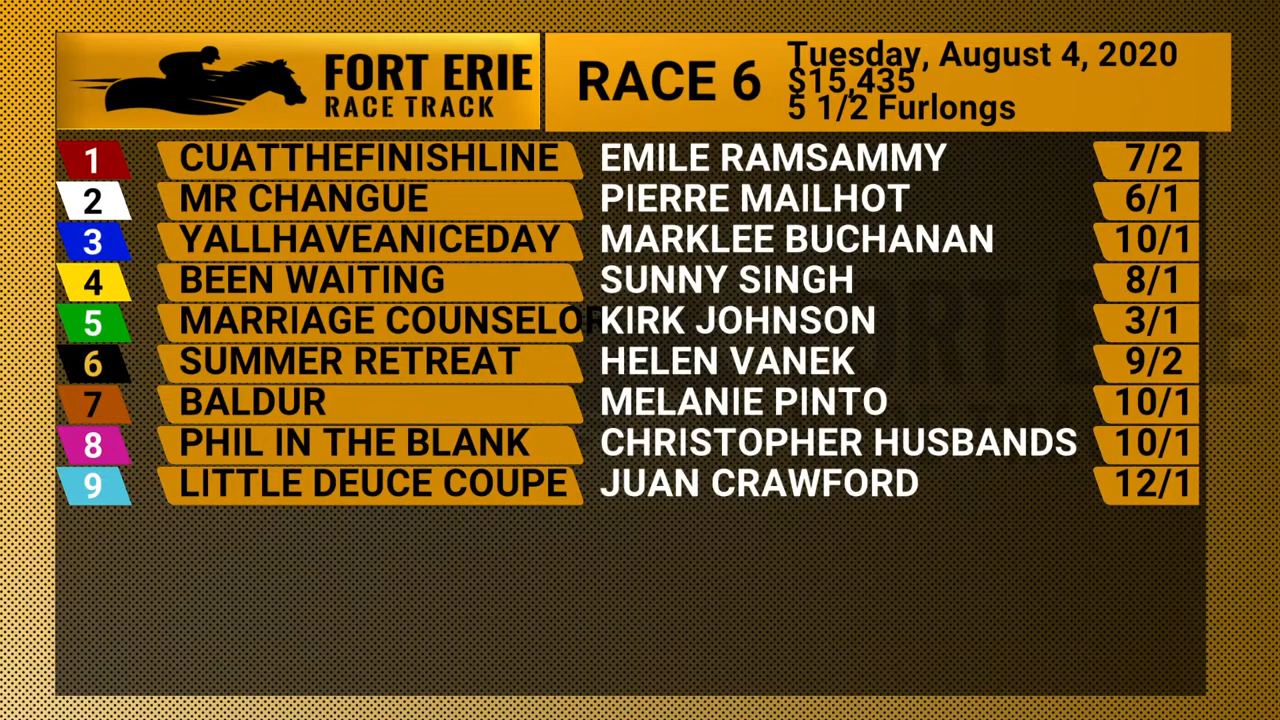 FORT ERIE
RACE TRACK
RACE 6
Tuesday, August 4, 2020
$15,435
5 1/2 Furlongs
1 CUATTHEFINISHLINE EMILE RAMSAMMY 7/2
2 MR CHANGUE PIERRE MAILHOT 6/1
3 YALLHAVEANICEDAY MARKLEE BUCHANAN 10/1
4 BEEN WAITING SUNNY SINGH 8/1
5 MARRIAGE COUNSELOR KIRK JOHNSON 3/1
6 SUMMER RETREAT HELEN VANEK 9/2
7 BALDUR MELANIE PINTO 10/1
8 PHIL IN THE BLANK CHRISTOPHER HUSBANDS 10/1
9 LITTLE DEUCE COUPE JUAN CRAWFORD 12/1